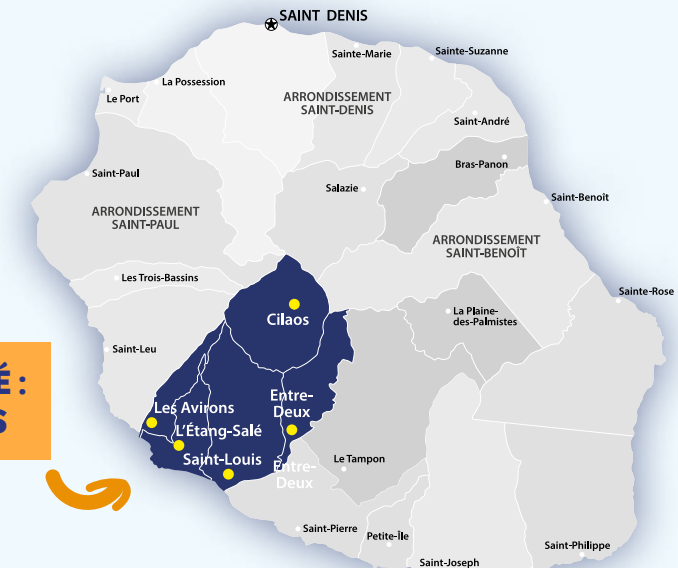 SAINT DENIS
Sainte-Marie
Sainte-Suzanne
La Possession
Le Port
ARRONDISSEMENT
SAINT-DENIS
Saint-André
Bras-Panon
Saint-Paul
Salazie
Saint-Benoît
ARRONDISSEMENT
SAINT-PAUL
ARRONDISSEMENT
SAINT-BENOÎT
Les Trois-Bassins
Sainte-Rose
Cilaos
La Plaine-
des-Palmistes
Saint-Leu
É :
S
Les Avirons
Entre-
Deux
L'Étang-Salé
Saint-Louis
Entre-
Deux
Le Tampon
Saint-Pierre
Petite-Île
Saint-Philippe
Saint-Joseph